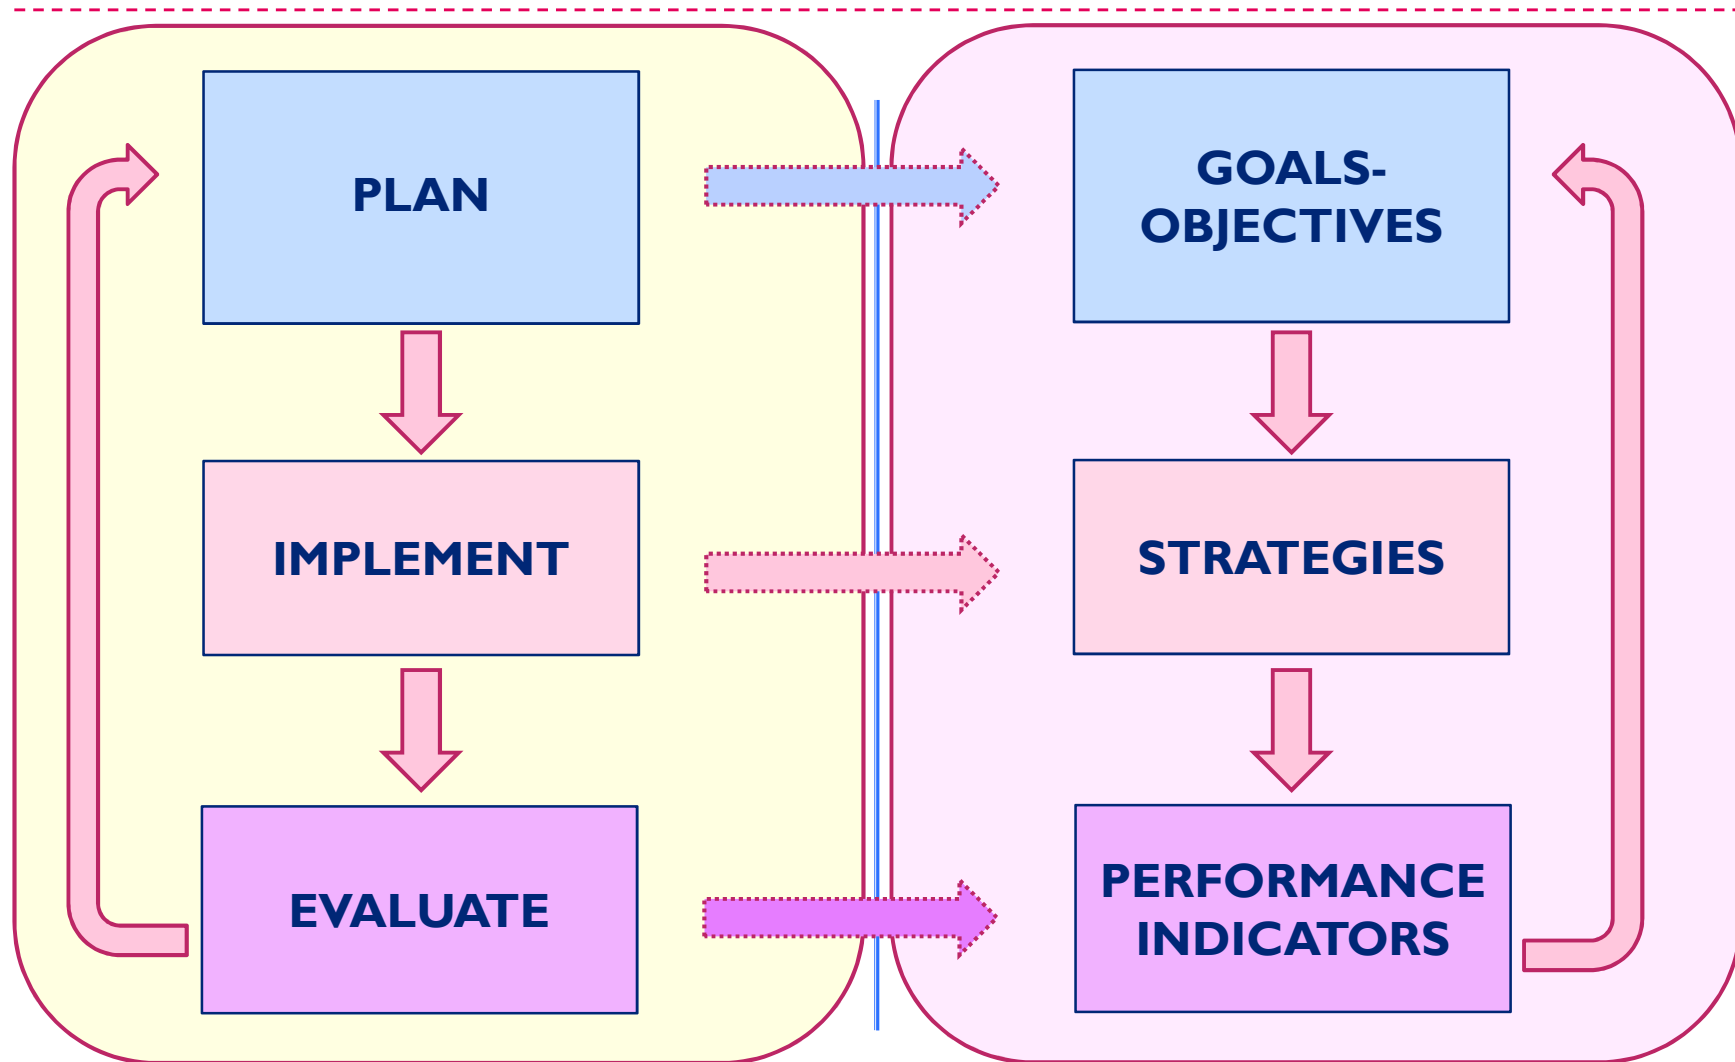 PLAN
GOALS-
OBJECTIVES
IMPLEMENT
STRATEGIES
EVALUATE
PERFORMANCE
INDICATORS